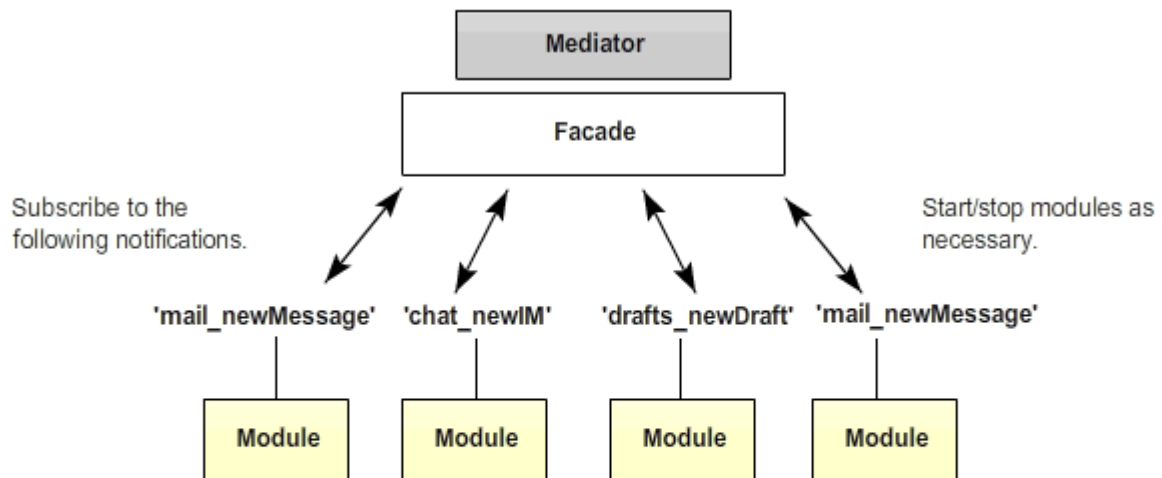 Mediator
Facade
Subscribe to the
following notifications.
Start/stop modules as
necessary.
'mail_newMessage' 'chat_newIM' 'drafts_newDraft' 'mail_newMessage'
Module Module Module Module